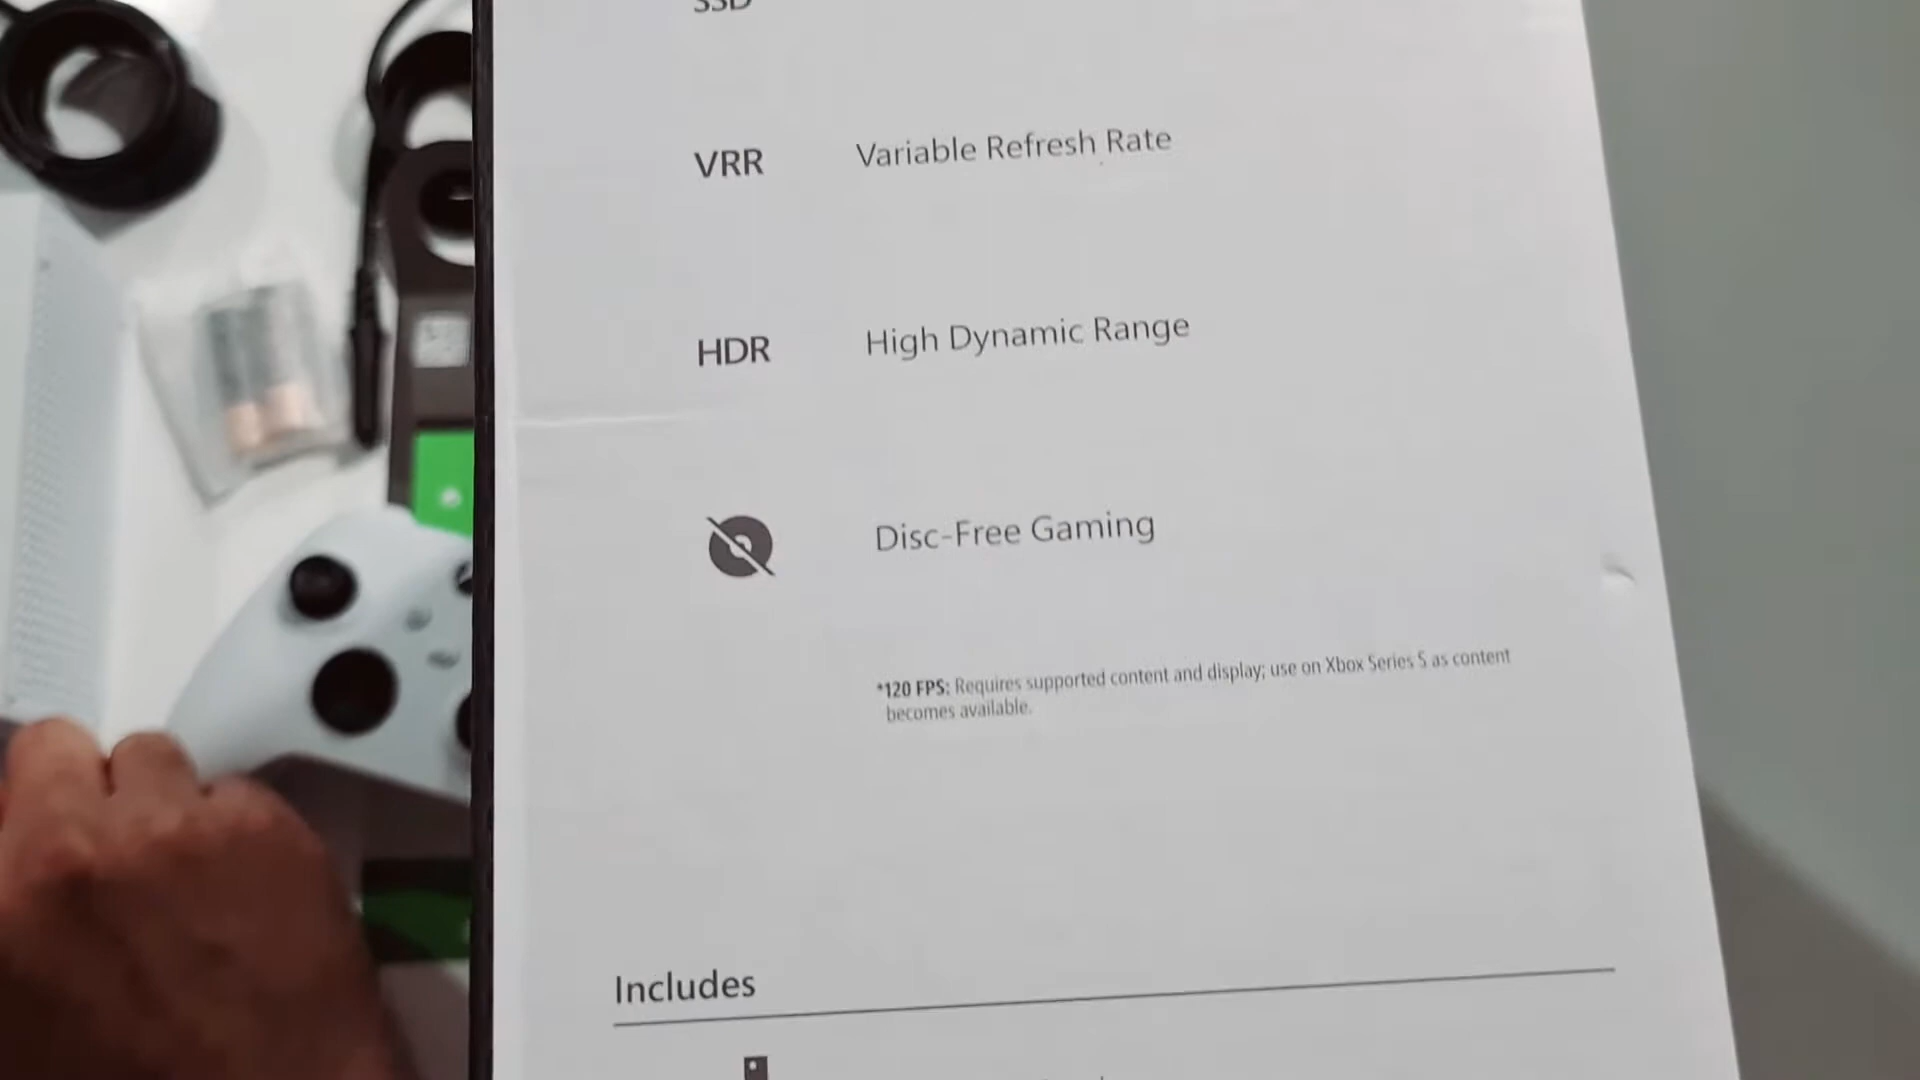 SSD
VRR Variable Refresh Rate
HDR High Dynamic Range
Disc-Free Gaming
*120 FPS: Requires supported content and display; use on Xbox Series S as content
becomes available.
Includes